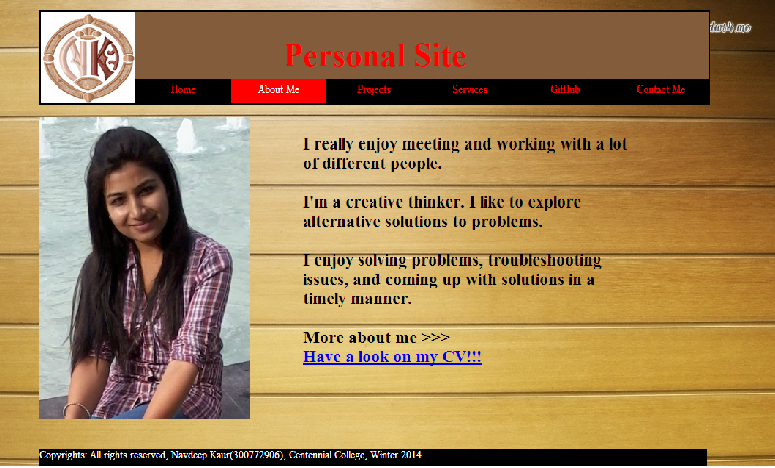 Personal Site
Home
About Me
Projects
Services
GitHub
Contact Me
I really enjoy meeting and working with a lot
of different people.
I'm a creative thinker. I like to explore
alternative solutions to problems.
I enjoy solving problems, troubleshooting
issues, and coming up with solutions in a
timely manner.
More about me >>>
Have a look on my CV!!!
Copyrights: All rights reserved, Navdeep Kaur(300772906), Centennial College, Winter 2014